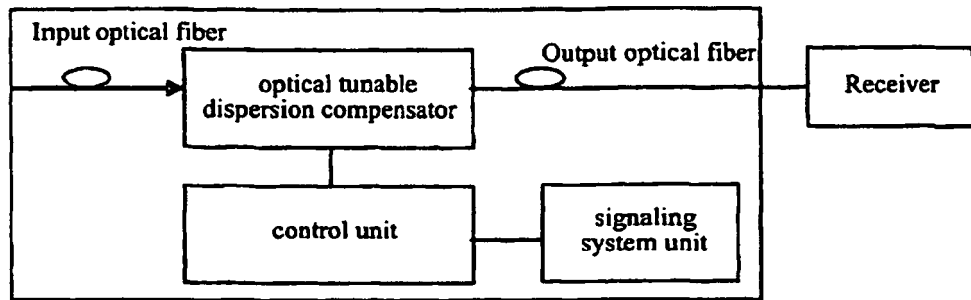 Input optical fiber
optical tunable
dispersion compensator
Output optical fiber
Receiver
control unit
signaling
system unit